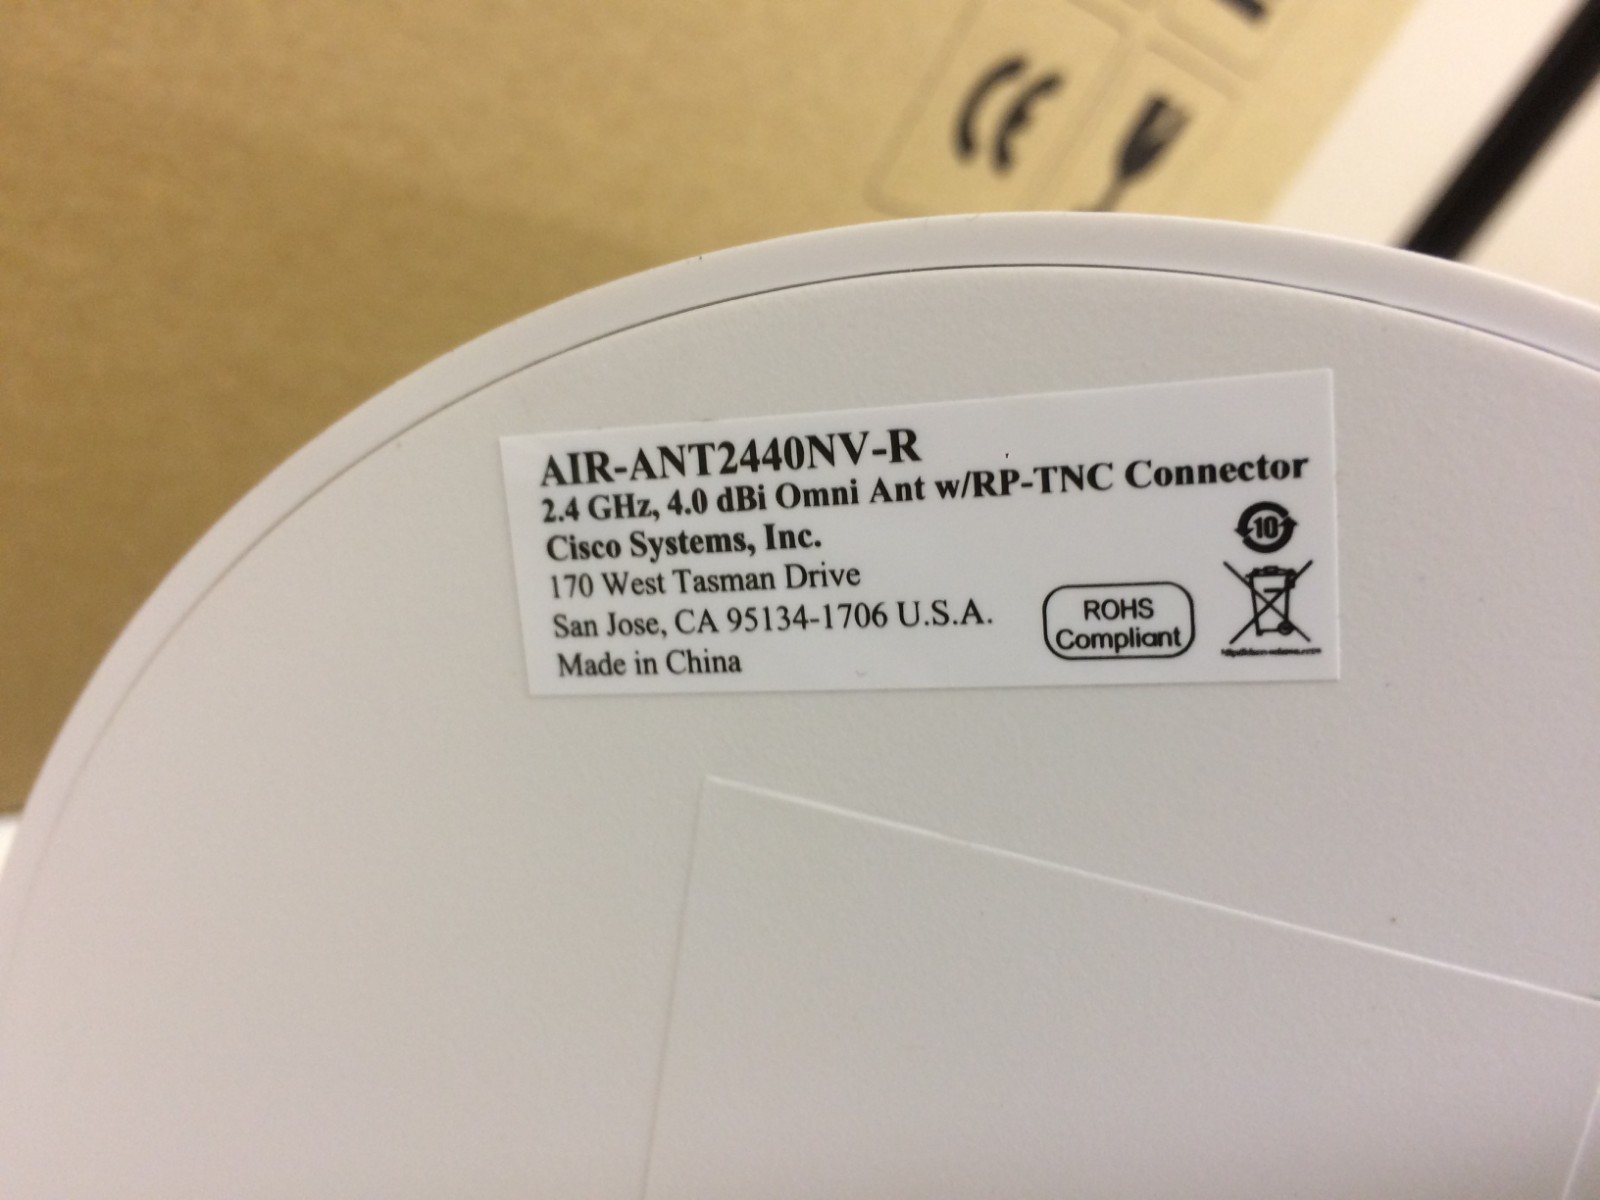 CE
AIR-ANT2440NV-R
2.4 GHz, 4.0 dBi Omni Ant w/RP-TNC Connector
Cisco Systems, Inc.
170 West Tasman Drive
San Jose, CA 95134-1706 U.S.A.
Made in China
10
ROHS
Compliant